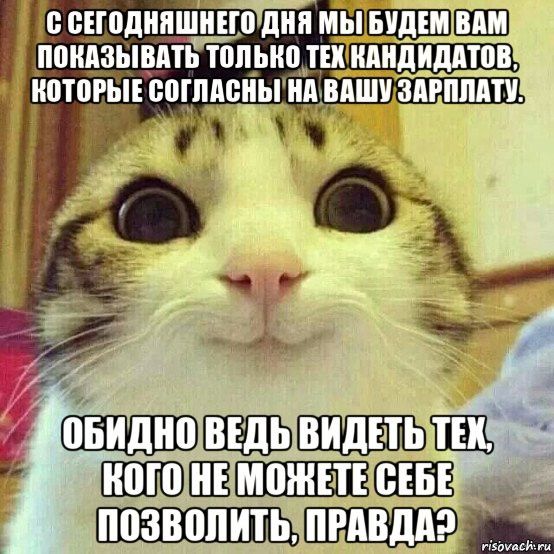 С СЕГОДНЯШНЕГО ДНЯ МЫ БУДЕМ ВАМ
ПОКАЗЫВАТЬ ТОЛЬКО ТЕХ КАНДИДАТОВ,
КОТОРЫЕ СОГЛАСНЫ НА ВАШУ ЗАРПЛАТУ.
ОБИДНО ВЕДЬ ВИДЕТЬ ТЕХ,
КОГО НЕ МОЖЕТЕ СЕБЕ
ПОЗВОЛИТЬ, ПРАВДА?
risovach.ru